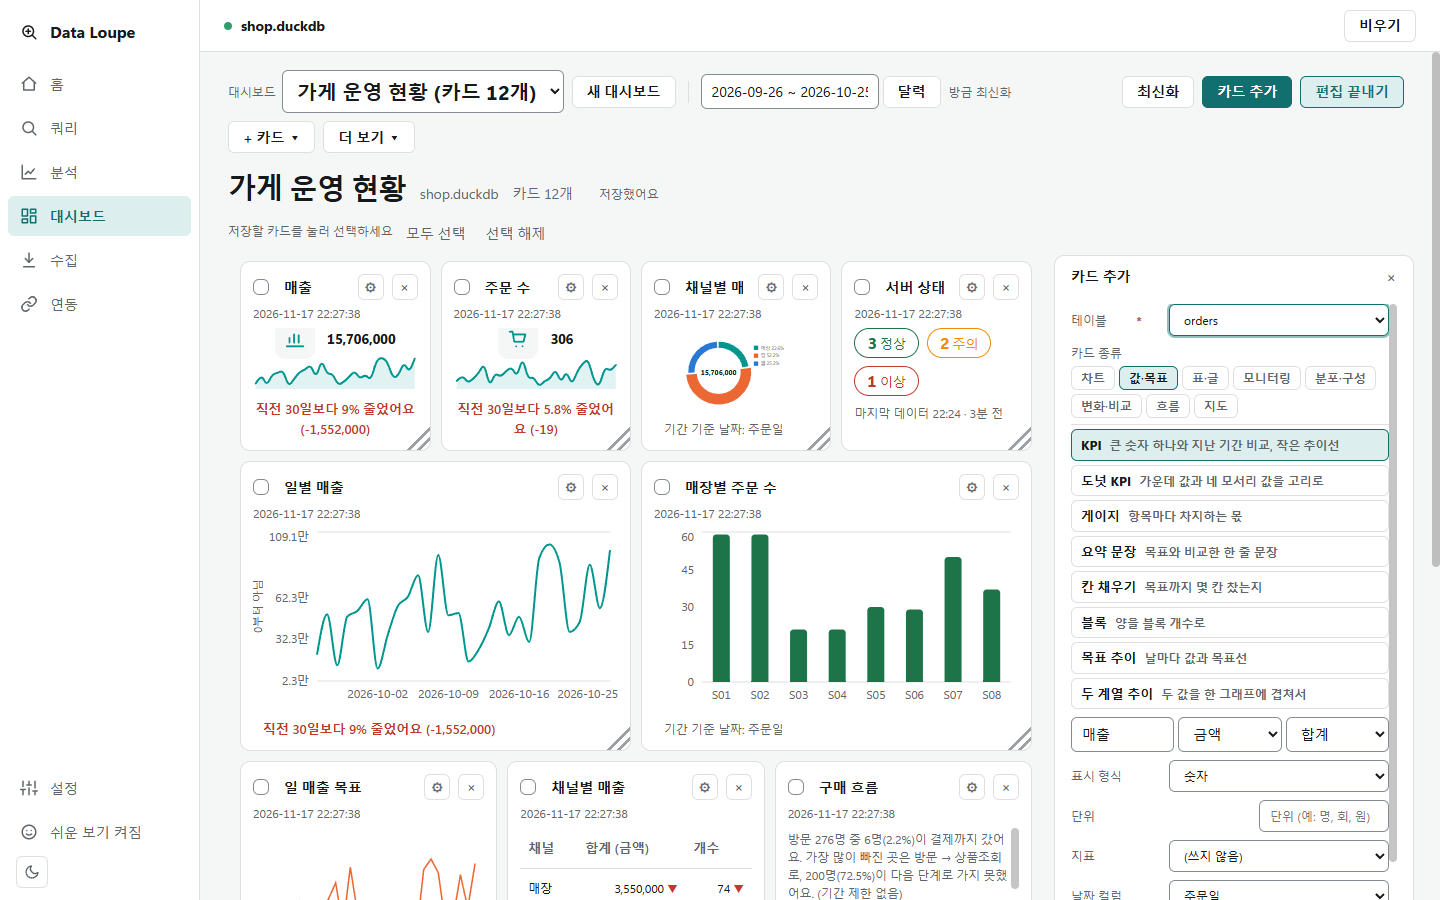 Data Loupe
홈
쿼리
분석
대시보드
수집
연동
설정
쉬운 보기 켜짐
shop.duckdb
비우기
대시보드
가게 운영 현황 (카드 12개)
새 대시보드
2026-09-26 ~ 2026-10-25
달력
방금 최신화
최신화
카드 추가
편집 끝내기
+ 카드 ▾
더 보기 ▾
가게 운영 현황 shop.duckdb 카드 12개 저장했어요
저장할 카드를 눌러 선택하세요 모두 선택 선택 해제
매출
2026-11-17 22:27:38
15,706,000
직전 30일보다 9% 줄었어요
(-1,552,000)
주문 수
2026-11-17 22:27:38
306
직전 30일보다 5.8% 줄었어
요 (-19)
채널별 매
2026-11-17 22:27:38
15,706,000
기간 기준 날짜: 주문일
서버 상태
2026-11-17 22:27:38
3 정상
2 주의
1 이상
마지막 데이터 22:24 · 3분 전
일별 매출
2026-11-17 22:27:38
109.1만
62.3만
32.3만
2.3만
0부터 아님
2026-10-02
2026-10-09
2026-10-16
2026-10-25
직전 30일보다 9% 줄었어요 (-1,552,000)
매장별 주문 수
2026-11-17 22:27:38
60
45
30
15
0
S01
S02
S03
S04
S05
S06
S07
S08
기간 기준 날짜: 주문일
일 매출 목표
2026-11-17 22:27:38
채널별 매출
2026-11-17 22:27:38
채널 합계 (금액) 개수
매장 3,550,000 ▼ 74 ▼
구매 흐름
2026-11-17 22:27:38
방문 276명 중 6명(2.2%)이 결제까지 갔어
요. 가장 많이 빠진 곳은 방문 → 상품조회
로, 200명(72.5%)이 다음 단계로 가지 못했
어요. (기간 제한 없음)
카드 추가
×
테이블 *
orders
카드 종류
차트
값·목표
표·글
모니터링
분포·구성
변화·비교
흐름
지도
KPI 큰 숫자 하나와 지난 기간 비교, 작은 추이선
도넛 KPI 가운데 값과 네 모서리 값을 고리로
게이지 항목마다 차지하는 몫
요약 문장 목표와 비교한 한 줄 문장
칸 채우기 목표까지 몇 칸 찼는지
블록 양을 블록 개수로
목표 추이 날마다 값과 목표선
두 계열 추이 두 값을 한 그래프에 겹쳐서
매출
금액
합계
표시 형식
숫자
단위
단위 (예: 명, 회, 원)
지표
(쓰지 않음)
날짜 컬럼
주문일